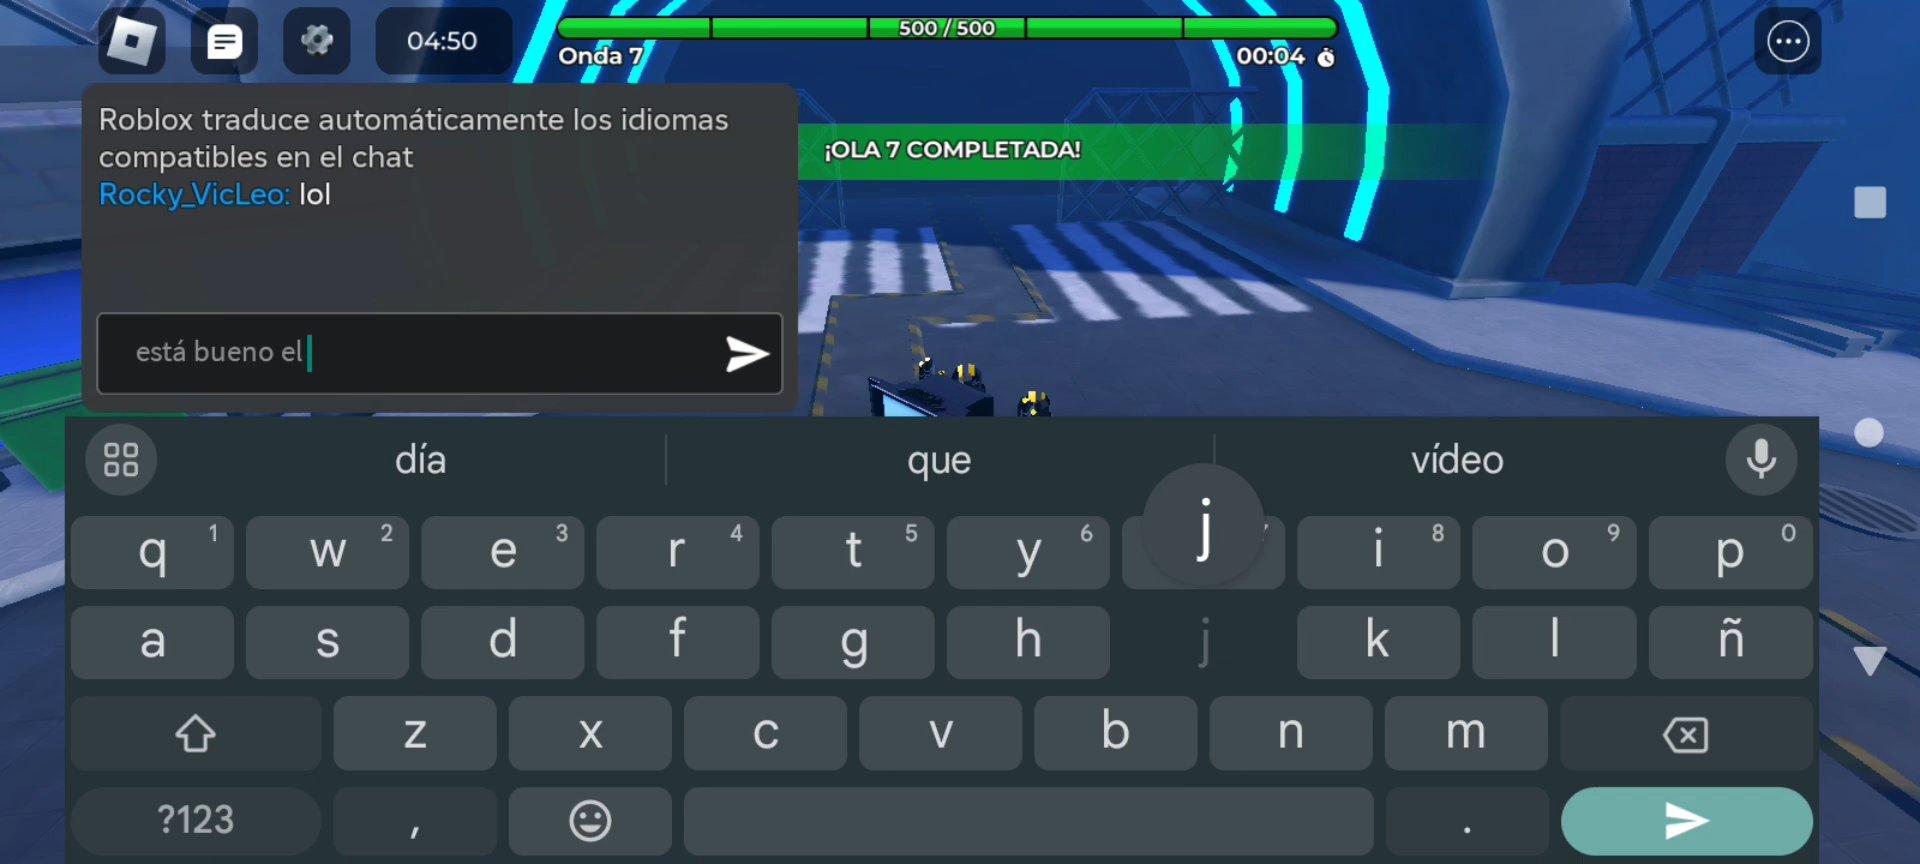 04:50
500 / 500
Onda 7
00:04
¡OLA 7 COMPLETADA!
Roblox traduce automáticamente los idiomas
compatibles en el chat
Rocky_VicLeo: lol
está bueno el
día
que
vídeo
j
q 1 w 2 e 3 r 4 t 5 y 6 i 8 o 9 p 0
a s d f g h j k l ñ
z x c v b n m
?123 , .